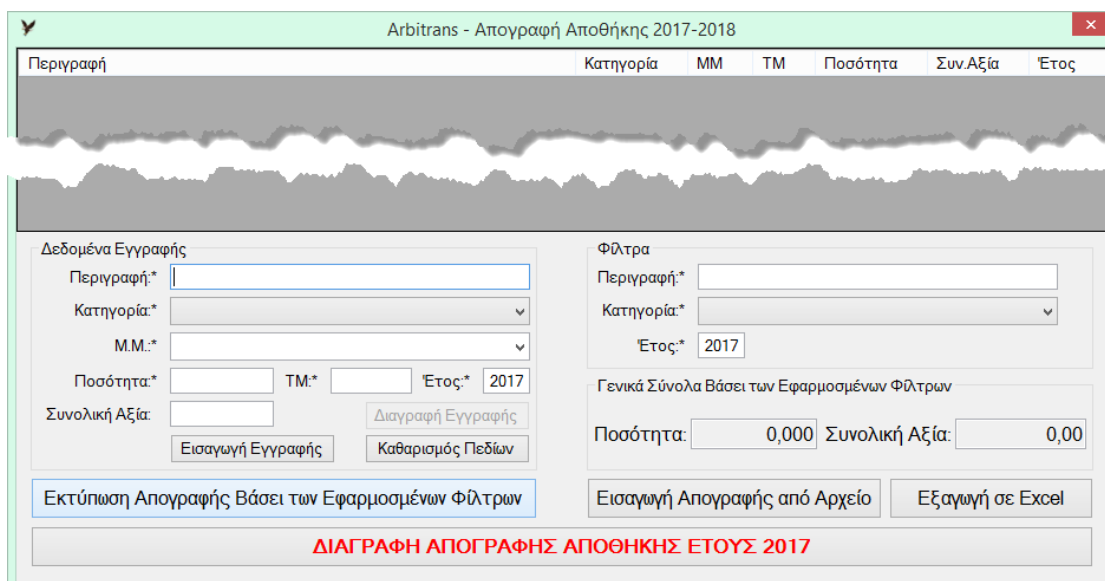 Arbitrans - Απογραφή Αποθήκης 2017-2018
Περιγραφή Κατηγορία ΜΜ ΤΜ Ποσότητα Συν.Αξία Έτος
Δεδομένα Εγγραφής
Περιγραφή:*
Κατηγορία:*
Μ.Μ.:*
Ποσότητα:* ΤΜ:* Έτος:* 2017
Συνολική Αξία: Διαγραφή Εγγραφής
Εισαγωγή Εγγραφής Καθαρισμός Πεδίων
Φίλτρα
Περιγραφή:*
Κατηγορία:*
Έτος:* 2017
Γενικά Σύνολα Βάσει των Εφαρμοσμένων Φίλτρων
Ποσότητα: 0,000 Συνολική Αξία: 0,00
Εκτύπωση Απογραφής Βάσει των Εφαρμοσμένων Φίλτρων Εισαγωγή Απογραφής από Αρχείο Εξαγωγή σε Excel
ΔΙΑΓΡΑΦΗ ΑΠΟΓΡΑΦΗΣ ΑΠΟΘΗΚΗΣ ΕΤΟΥΣ 2017